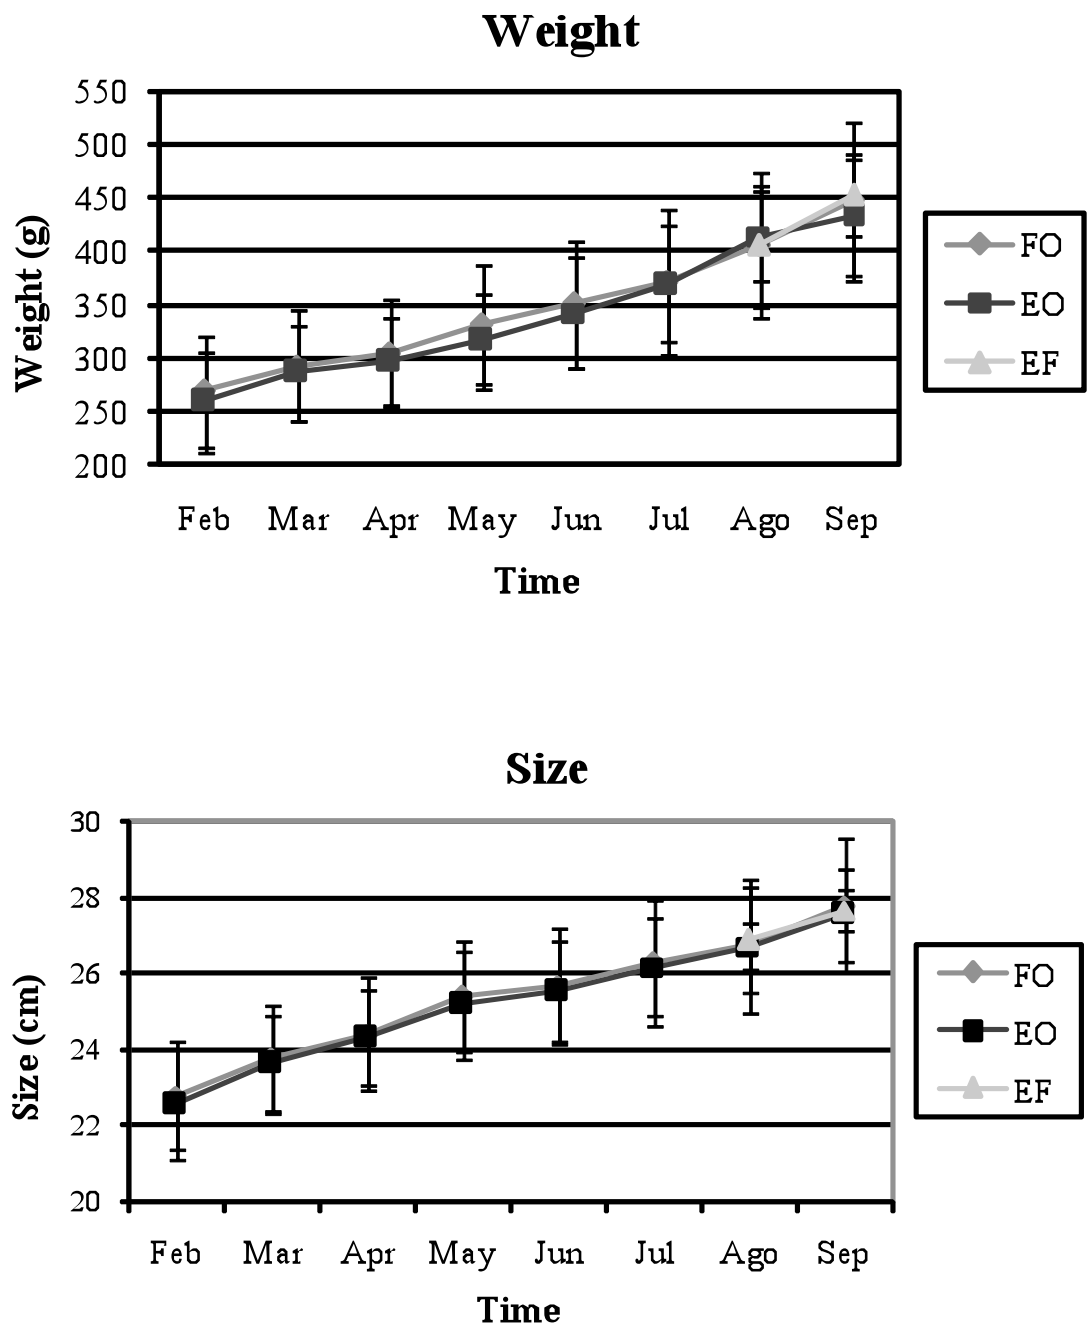 Weight
550
500
450
400
350
300
250
200
Weight (g)
Feb Mar Apr May Jun Jul Ago Sep
Time
FO
EO
EF
Size
30
28
26
24
22
20
Size (cm)
Feb Mar Apr May Jun Jul Ago Sep
Time
FO
EO
EF